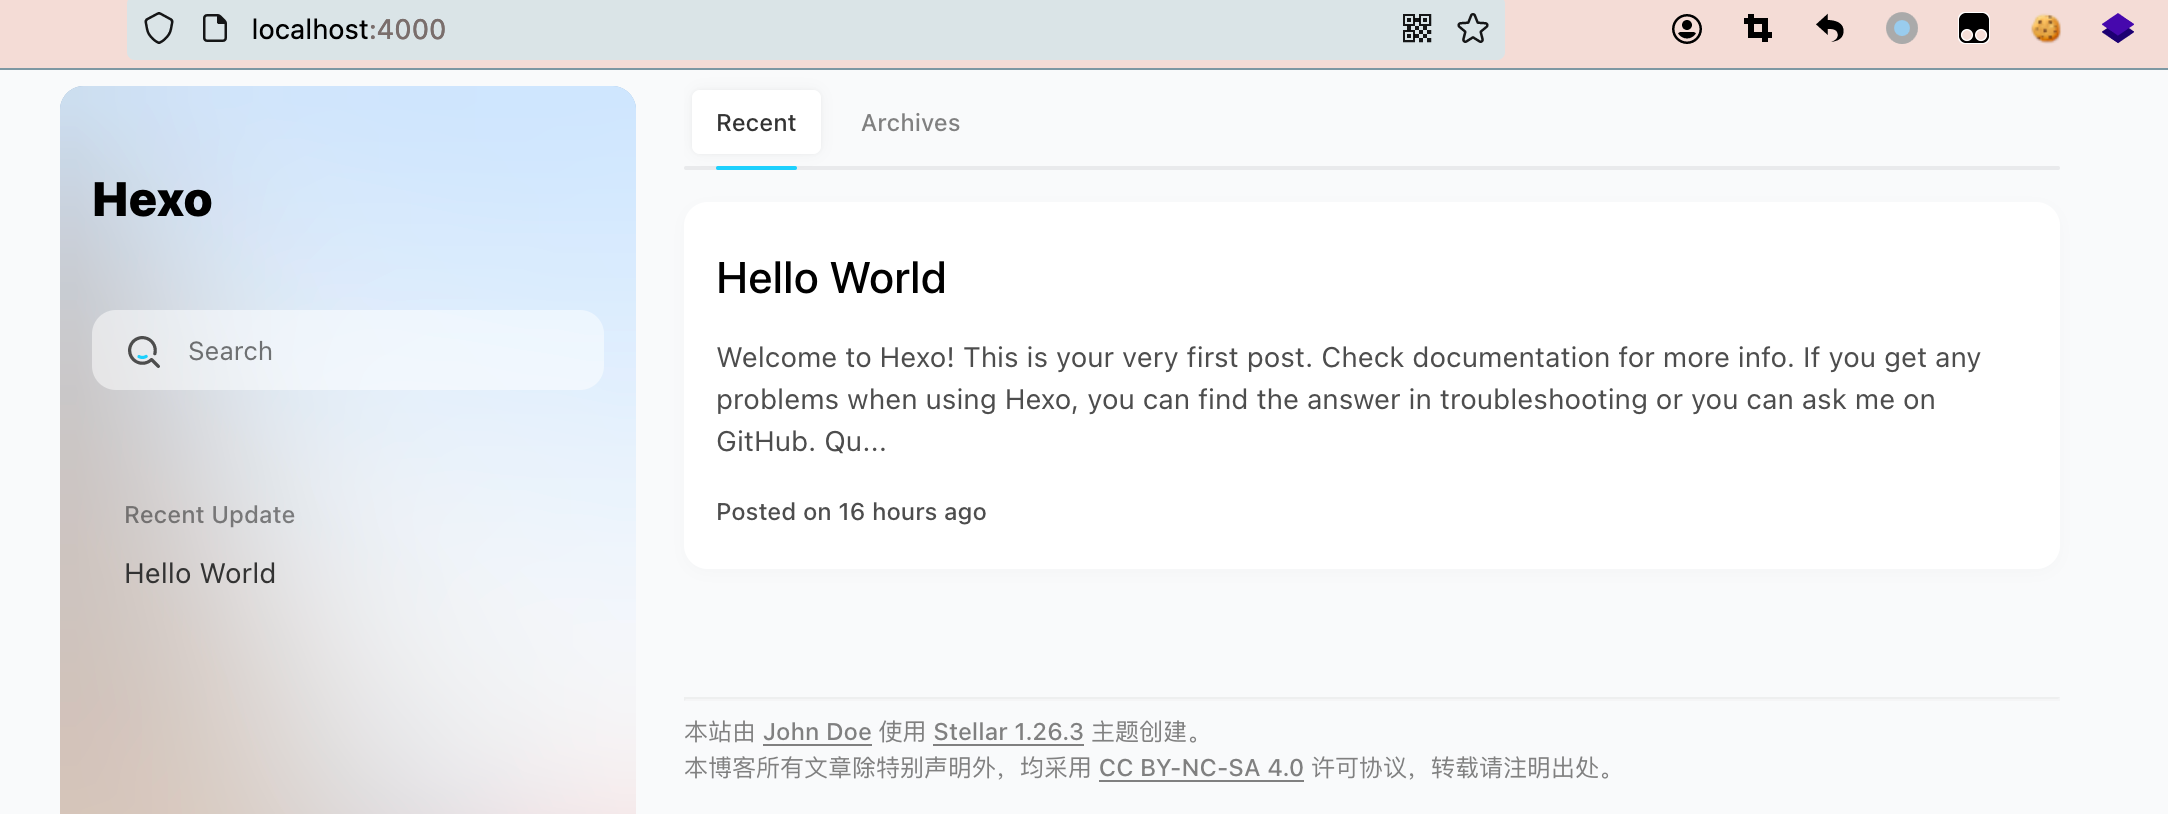 localhost:4000
Hexo
Search
Recent Update
Hello World
Recent
Archives
Hello World
Welcome to Hexo! This is your very first post. Check documentation for more info. If you get any
problems when using Hexo, you can find the answer in troubleshooting or you can ask me on
GitHub. Qu...
Posted on 16 hours ago
本站由 John Doe 使用 Stellar 1.26.3 主题创建。
本博客所有文章除特别声明外，均采用 CC BY-NC-SA 4.0 许可协议，转载请注明出处。